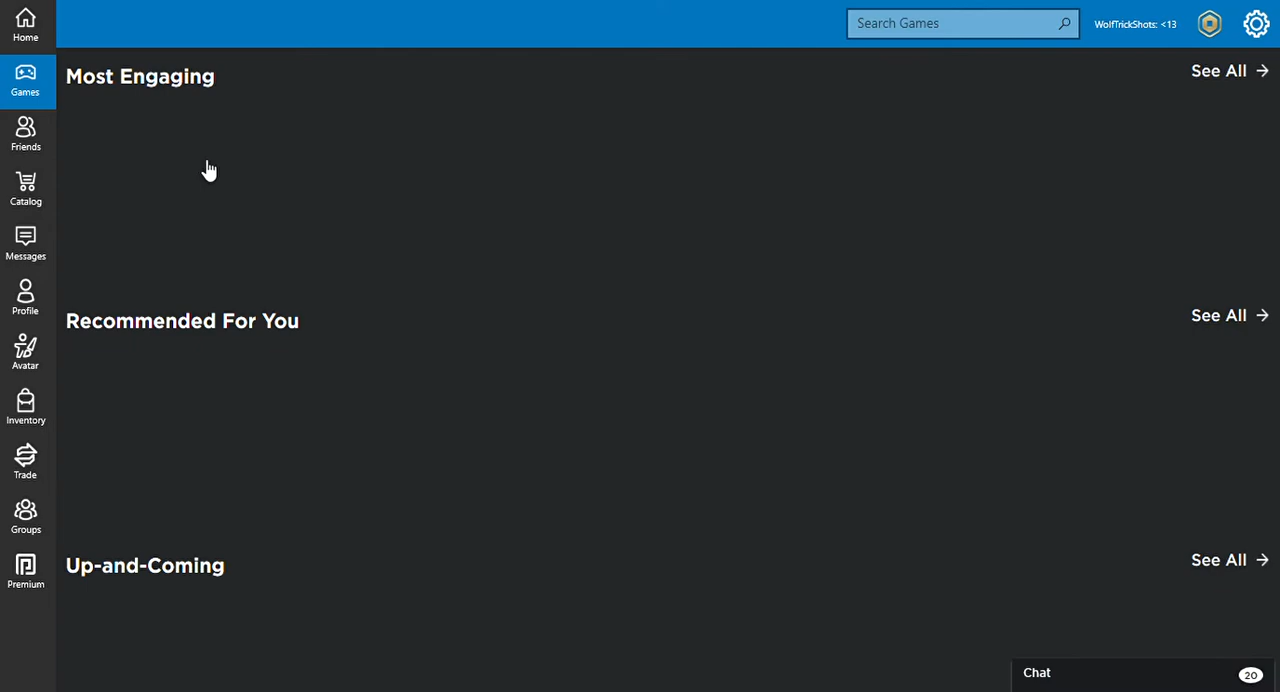 Search Games
WolfTrickShots: <13
Home
Games
Friends
Catalog
Messages
Profile
Avatar
Inventory
Trade
Groups
Premium
Most Engaging
See All
Recommended For You
See All
Up-and-Coming
See All
Chat
20